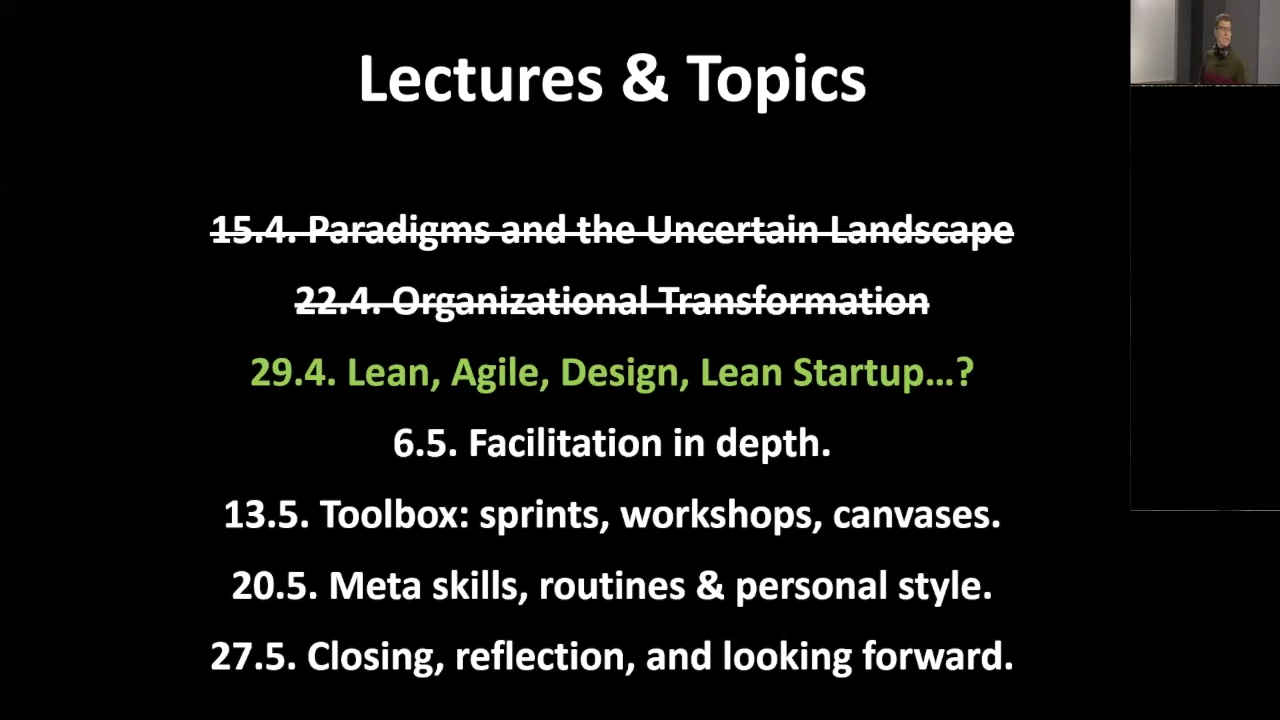 Lectures & Topics
15.4. Paradigms and the Uncertain Landscape
22.4. Organizational Transformation
29.4. Lean, Agile, Design, Lean Startup...?
6.5. Facilitation in depth.
13.5. Toolbox: sprints, workshops, canvases.
20.5. Meta skills, routines & personal style.
27.5. Closing, reflection, and looking forward.